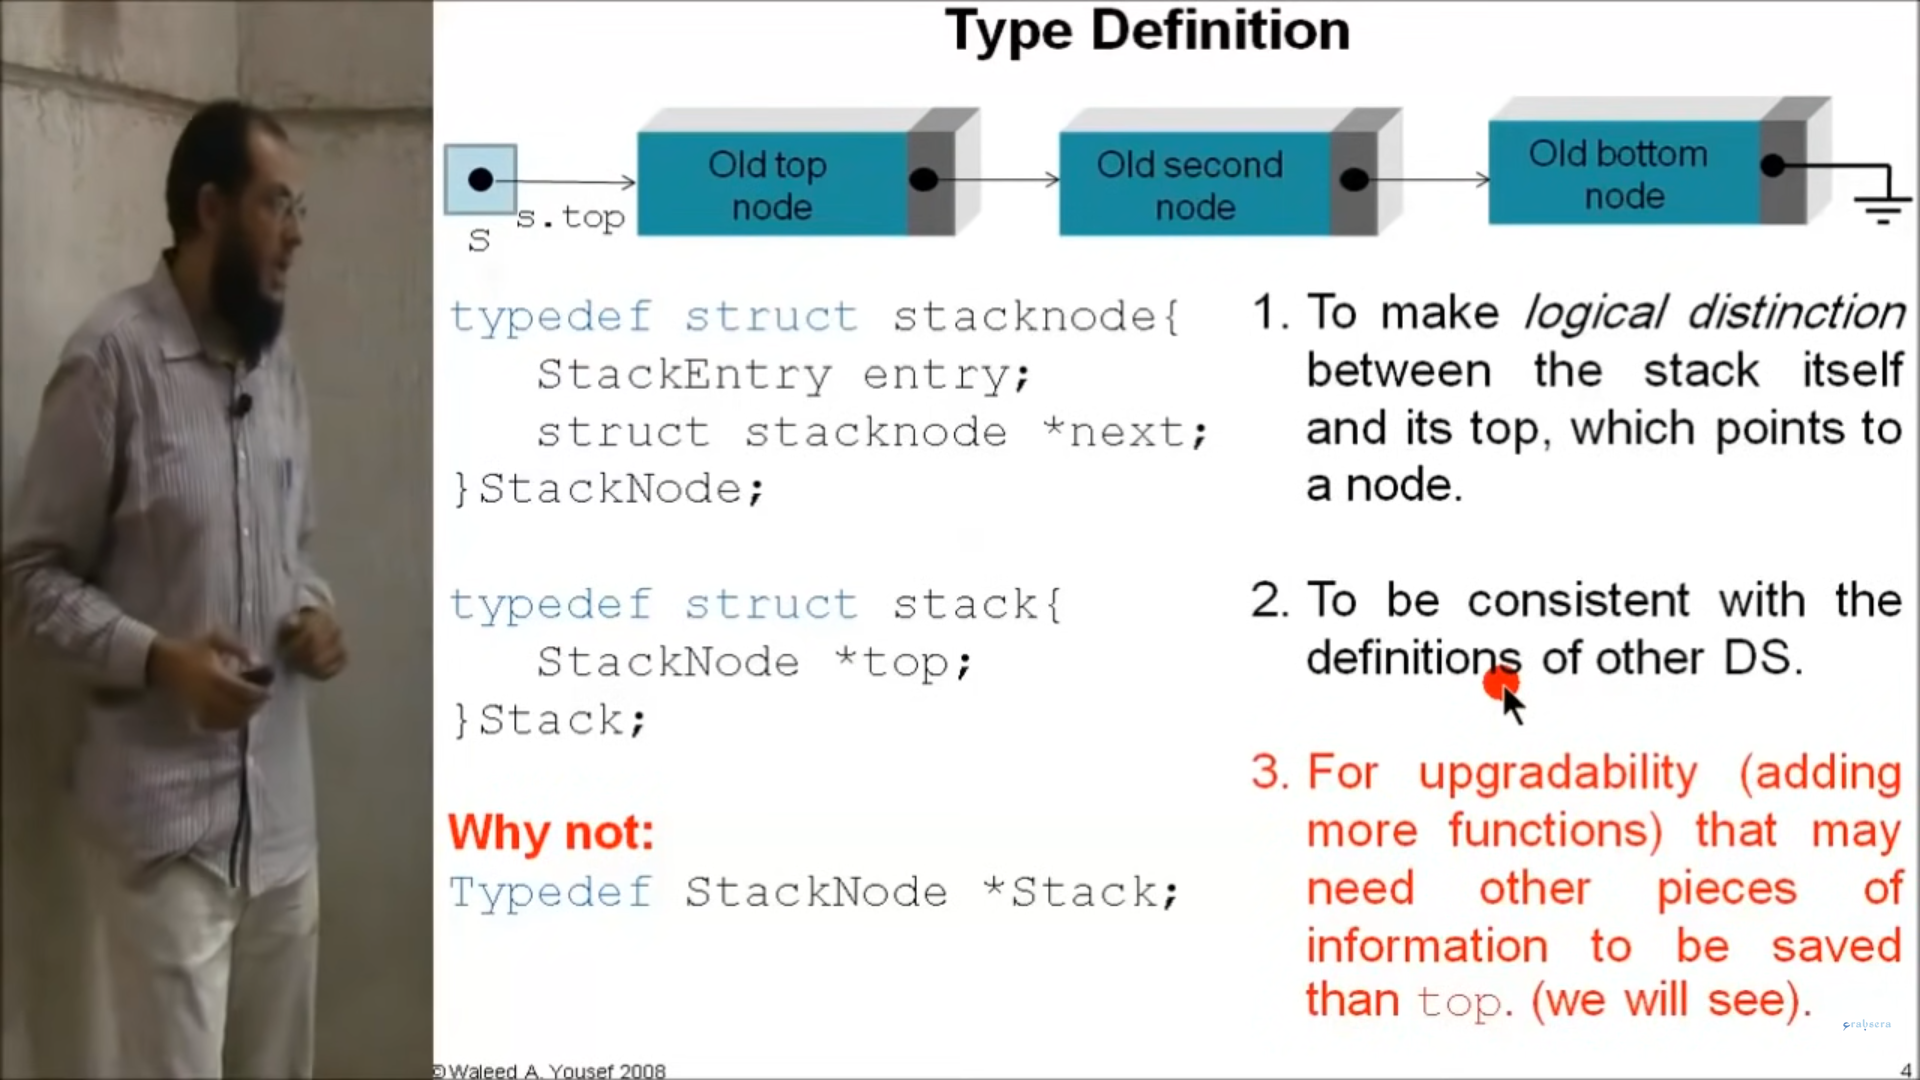 Type Definition
Old top
node
Old second
node
Old bottom
node
s.top
S
typedef struct stacknode{
StackEntry entry;
struct stacknode *next;
}StackNode;
typedef struct stack{
StackNode *top;
}Stack;
Why not:
Typedef StackNode *Stack;
1. To make logical distinction
between the stack itself
and its top, which points to
a node.
2. To be consistent with the
definitions of other DS.
3. For upgradability (adding
more functions) that may
need other pieces of
information to be saved
than top. (we will see).
©Waleed A. Yousef 2008
4